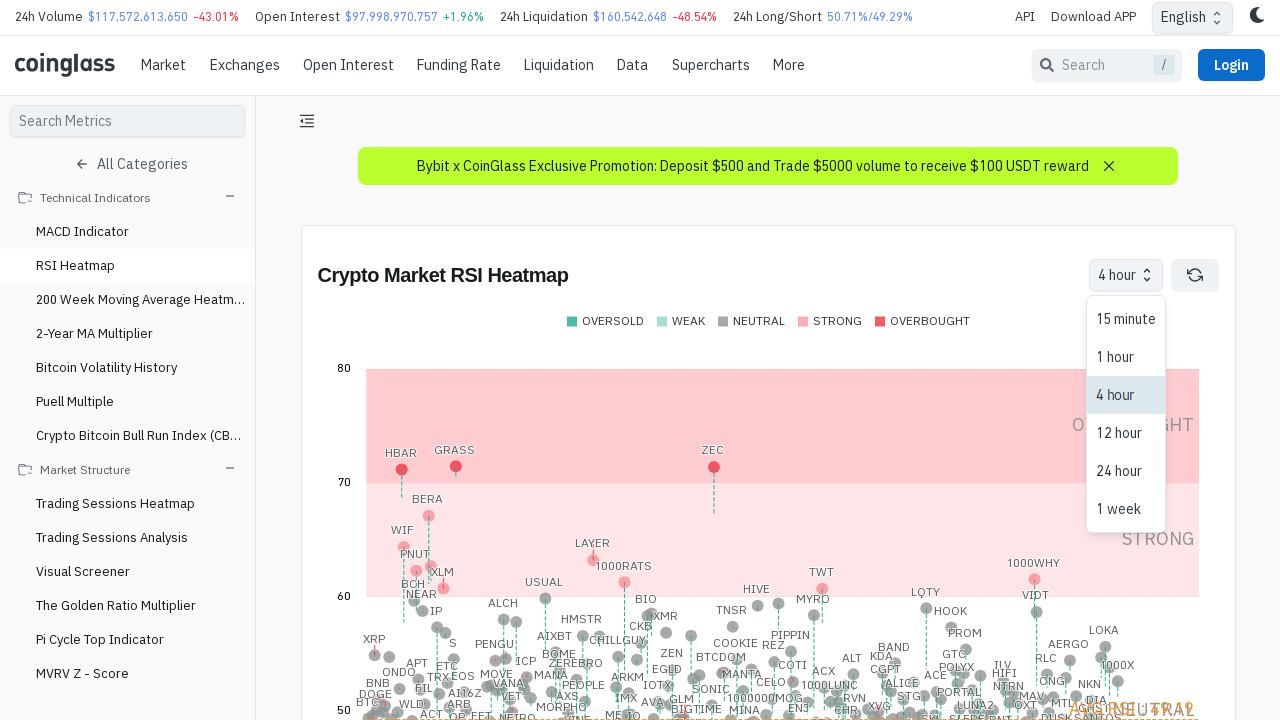 24h Volume $117,572,613,650 -43.01% Open Interest $97,998,970,757 +1.96% 24h Liquidation $160,542,648 -48.54% 24h Long/Short 50.71%/49.29% API Download APP English
coinglass Market Exchanges Open Interest Funding Rate Liquidation Data Supercharts More Search / Login
Search Metrics
All Categories
Technical Indicators
MACD Indicator
RSI Heatmap
200 Week Moving Average Heatm...
2-Year MA Multiplier
Bitcoin Volatility History
Puell Multiple
Crypto Bitcoin Bull Run Index (CB...
Market Structure
Trading Sessions Heatmap
Trading Sessions Analysis
Visual Screener
The Golden Ratio Multiplier
Pi Cycle Top Indicator
MVRV Z - Score
Bybit x CoinGlass Exclusive Promotion: Deposit $500 and Trade $5000 volume to receive $100 USDT reward
Crypto Market RSI Heatmap
4 hour
15 minute
1 hour
4 hour
12 hour
24 hour
1 week
OVERSOLD WEAK NEUTRAL STRONG OVERBOUGHT
80
70
60
50
STRONG
NEUTRAL
HBAR GRASS ZEC
BERA
WIF
PNUT LAYER
XLM 1000RATS TWT 1000WHY
BCH USUAL HIVE LQTY VIDT
NEAR ALCH BIO MYRO
IP HMSTR XMR TNSR HOOK
CKB LOKA
XRP S PENGU AIXBT CHILLGUY COOKIE REZ PIPPIN BAND PROM AERGO
BOME ZEN BTCDOM ALT KDA GTC RLC
APT ETC ICP ZEREBRO EGLD COTI CGPT POLYX ILV 1000X
ONDO TRX EOS MOVE MANA ARKM MANTA ACX ACE HIFI
BNB FIL VANA PEOPLE IOTX SONIC CELO 1000LUNC ALICE NTRN ONG NKN
DOGE AI16Z VET AXS IMX MOG RVN STG PORTAL MAV
BTC WLD ARB MORPHO AVA GLM ENJ XVG LUNA2 OXT MTL
BIGTIME MINA CHR